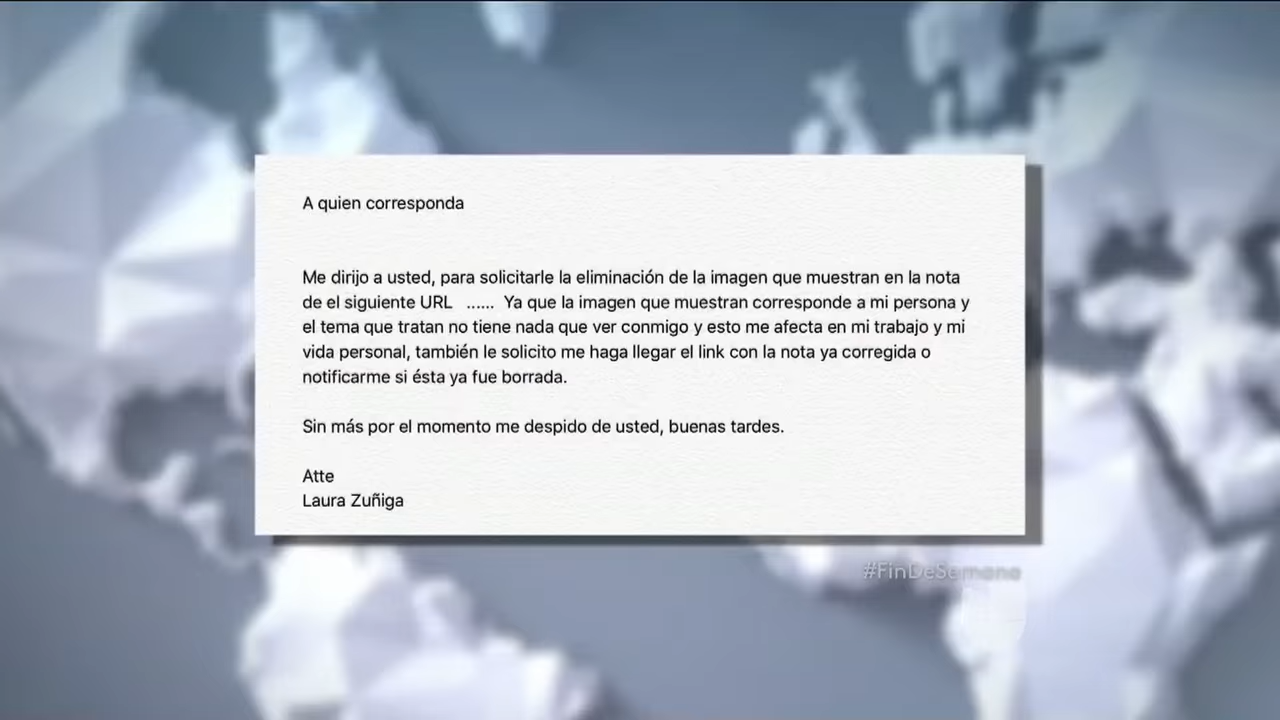 A quien corresponda
Me dirijo a usted, para solicitarle la eliminación de la imagen que muestran en la nota
de el siguiente URL ...... Ya que la imagen que muestran corresponde a mi persona y
el tema que tratan no tiene nada que ver conmigo y esto me afecta en mi trabajo y mi
vida personal, también le solicito me haga llegar el link con la nota ya corregida o
notificarme si ésta ya fue borrada.
Sin más por el momento me despido de usted, buenas tardes.
Atte
Laura Zuñiga
#FinDeSemana